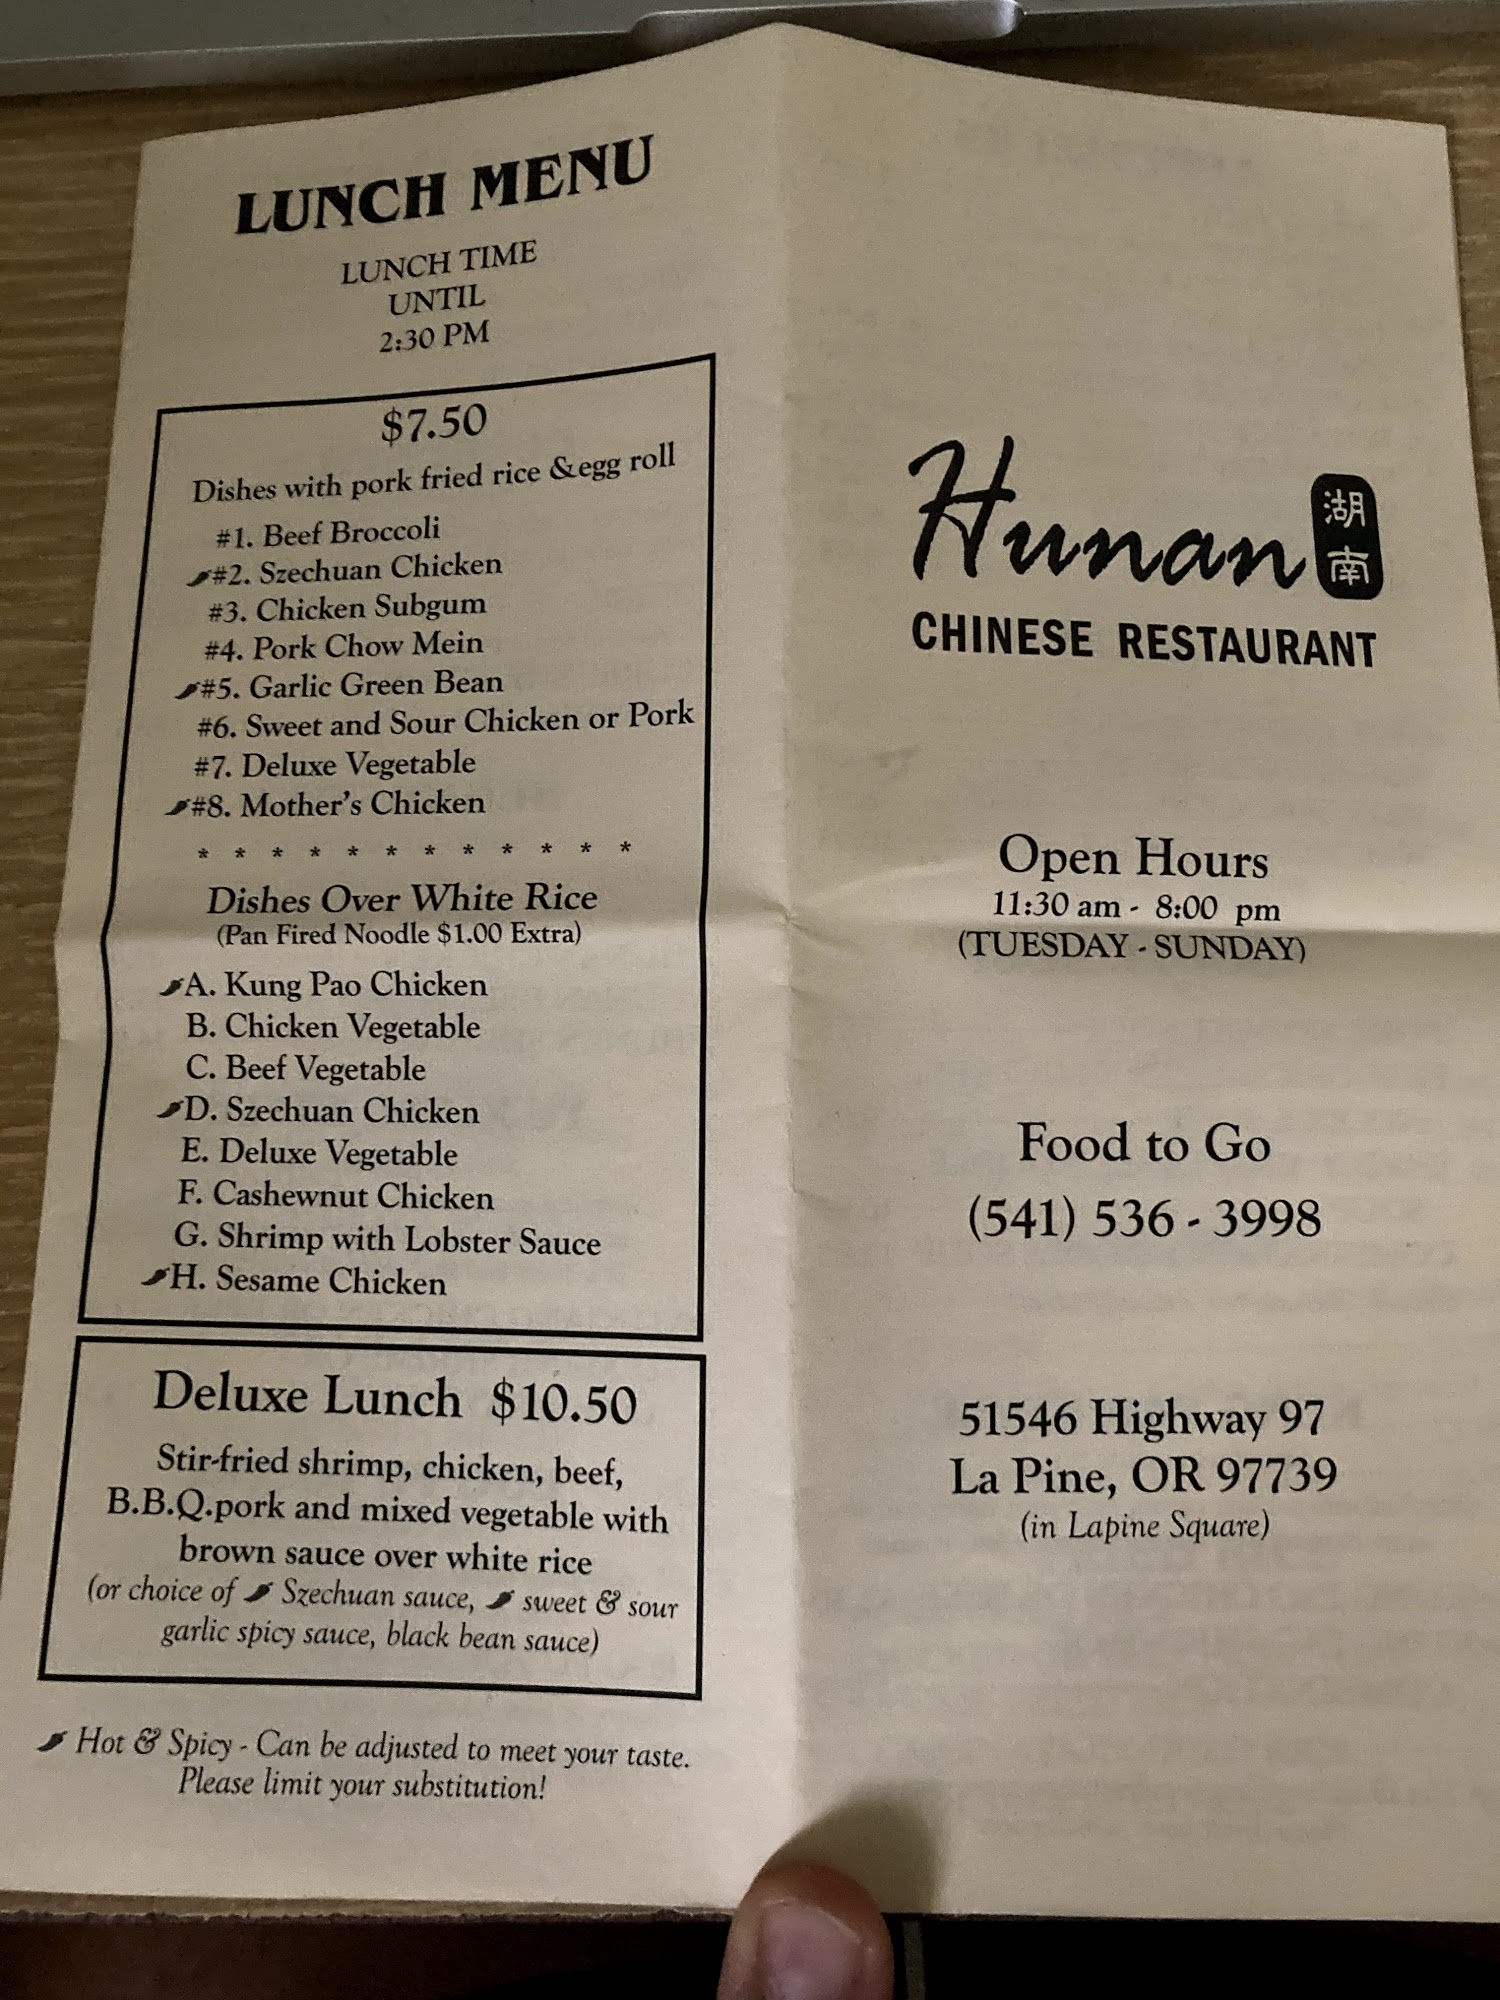 LUNCH MENU
LUNCH TIME
UNTIL
2:30 PM
$7.50
Dishes with pork fried rice &egg roll
#1. Beef Broccoli
#2. Szechuan Chicken
#3. Chicken Subgum
#4. Pork Chow Mein
#5. Garlic Green Bean
#6. Sweet and Sour Chicken or Pork
#7. Deluxe Vegetable
#8. Mother's Chicken
* * * * * * * * * * * *
Dishes Over White Rice
(Pan Fired Noodle $1.00 Extra)
A. Kung Pao Chicken
B. Chicken Vegetable
C. Beef Vegetable
D. Szechuan Chicken
E. Deluxe Vegetable
F. Cashewnut Chicken
G. Shrimp with Lobster Sauce
H. Sesame Chicken
Deluxe Lunch $10.50
Stir-fried shrimp, chicken, beef,
B.B.Q.pork and mixed vegetable with
brown sauce over white rice
(or choice of Szechuan sauce, sweet & sour
garlic spicy sauce, black bean sauce)
Hot & Spicy - Can be adjusted to meet your taste.
Please limit your substitution!
Hunan 湖南
CHINESE RESTAURANT
Open Hours
11:30 am - 8:00 pm
(TUESDAY - SUNDAY)
Food to Go
(541) 536 - 3998
51546 Highway 97
La Pine, OR 97739
(in Lapine Square)